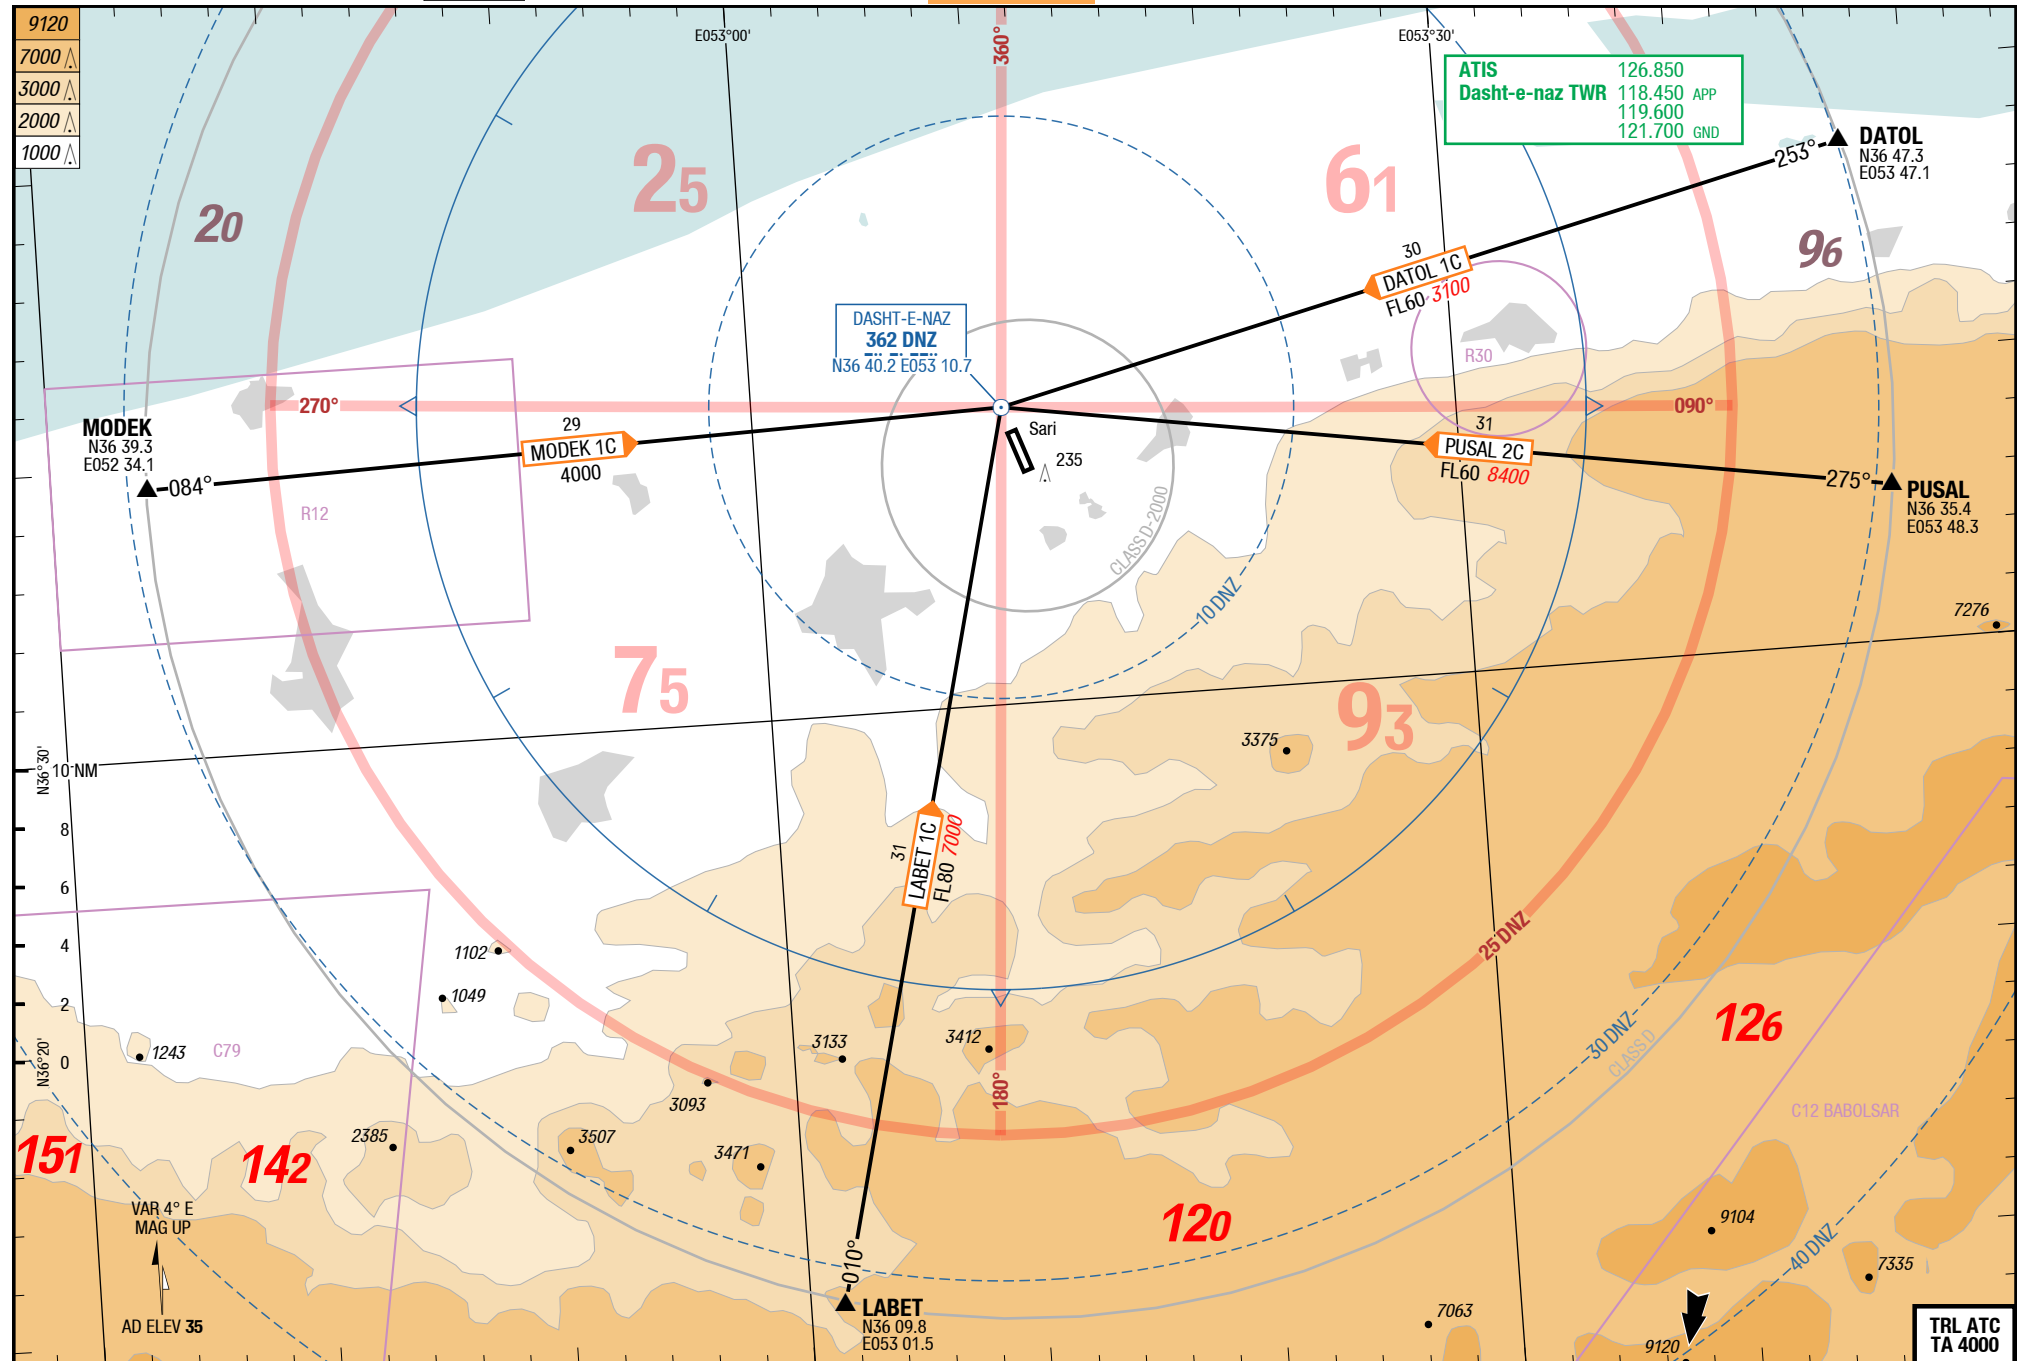 9120
7000
3000
2000
1000
E053°00'
360°
E053°30'
ATIS 126.850
Dasht-e-naz TWR 118.450 APP
119.600
121.700 GND
DATOL
N36 47.3
E053 47.1
253°
25
61
20
96
30
DATOL 1C
FL60 3100
DASHT-E-NAZ
362 DNZ
N36 40.2 E053 10.7
R30
270°
090°
MODEK
N36 39.3
E052 34.1
084°
29
MODEK 1C
4000
Sari
235
31
PUSAL 2C
FL60 8400
275°
PUSAL
N36 35.4
E053 48.3
R12
CLASS D-2000
10 DNZ
7276
75
93
3375
N36°30'
10 NM
8
6
4
2
0
31
LABET 1C
FL80 7000
1102
1049
25 DNZ
126
1243
C79
N36°20'
3133
3412
3093
180°
30 DNZ
CLASS D
C12 BABOLSAR
151
142
2385
3507
3471
120
VAR 4° E
MAG UP
AD ELEV 35
010°
LABET
N36 09.8
E053 01.5
9104
40 DNZ
7335
7063
9120
TRL ATC
TA 4000